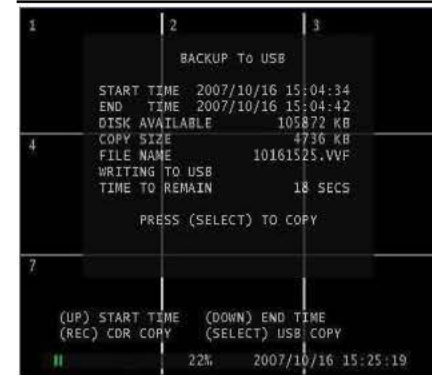 1 2 3
BACKUP TO USB
START TIME 2007/10/16 15:04:34
END TIME 2007/10/16 15:04:42
DISK AVAILABLE 105872 KB
4
COPY SIZE 4736 KB
FILE NAME 10161525.VVF
WRITING TO USB
TIME TO REMAIN 18 SECS
PRESS (SELECT) TO COPY
7
(UP) START TIME (DOWN) END TIME
(REC) CDR COPY (SELECT) USB COPY
22% 2007/10/16 15:25:19